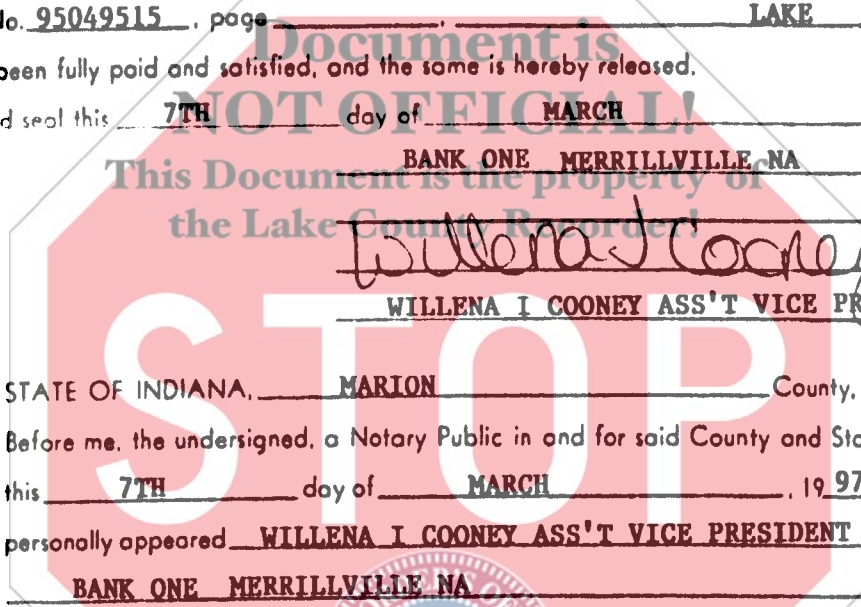 No. 95049515 , page , LAKE
been fully paid and satisfied, and the same is hereby released.
d seal this 7TH day of MARCH
BANK ONE MERRILLVILLE NA
Document is
NOT OFFICIAL!
This Document is the property of
the Lake County Recorder!
Willena J Cooney
WILLENA I COONEY ASS'T VICE PR
STOP
STATE OF INDIANA, MARION County,
Before me, the undersigned, a Notary Public in and for said County and Sta
this 7TH day of MARCH , 19 97
personally appeared WILLENA I COONEY ASS'T VICE PRESIDENT
BANK ONE MERRILLVILLE NA